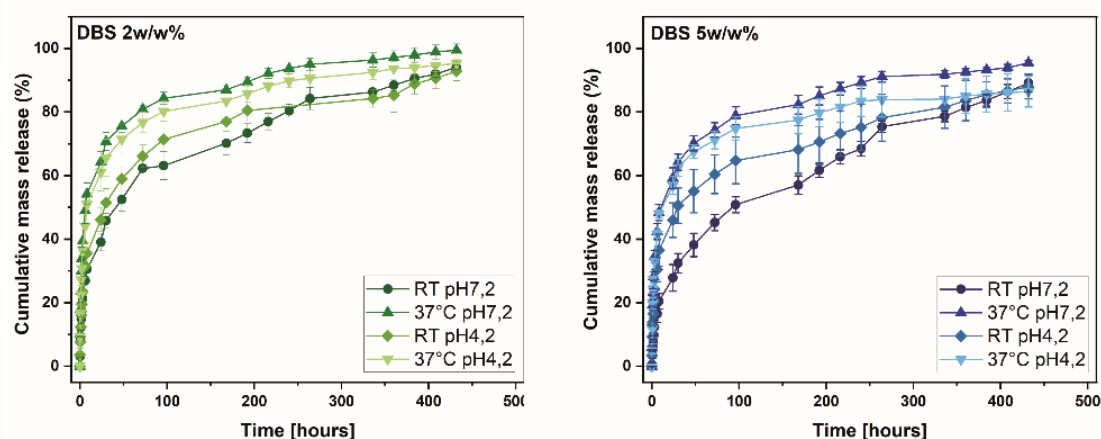 DBS 2w/w%
Cumulative mass release (%)
100
80
60
40
20
0
0
100
200
300
400
500
Time [hours]
RT pH7,2
37°C pH7,2
RT pH4,2
37°C pH4,2
DBS 5w/w%
Cumulative mass release (%)
100
80
60
40
20
0
0
100
200
300
400
500
Time [hours]
RT pH7,2
37°C pH7,2
RT pH4,2
37°C pH4,2